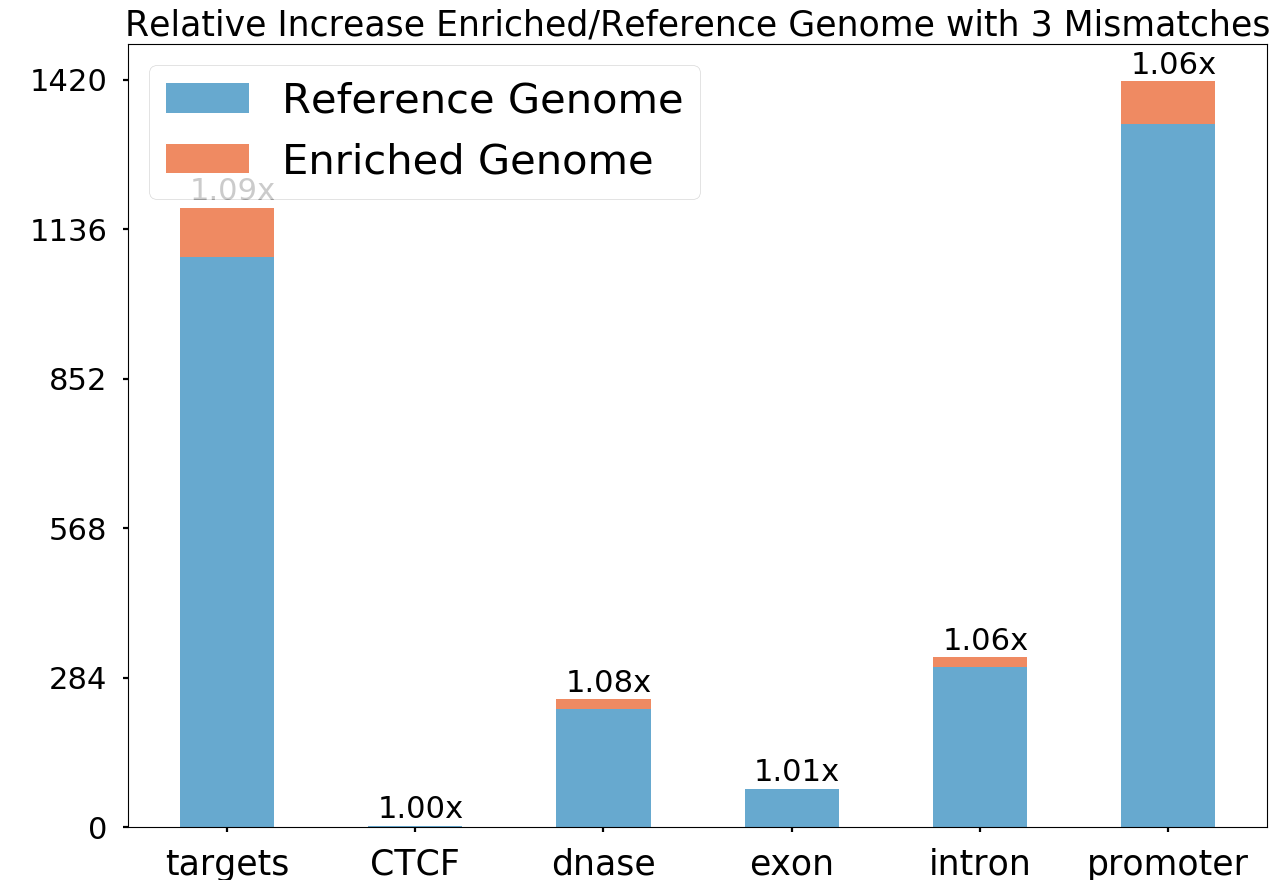 Relative Increase Enriched/Reference Genome with 3 Mismatches
1.06x
1420
Reference Genome
Enriched Genome
1.09x
1136
852
568
1.06x
284
1.08x
1.01x
1.00x
0
targets CTCF dnase exon intron promoter